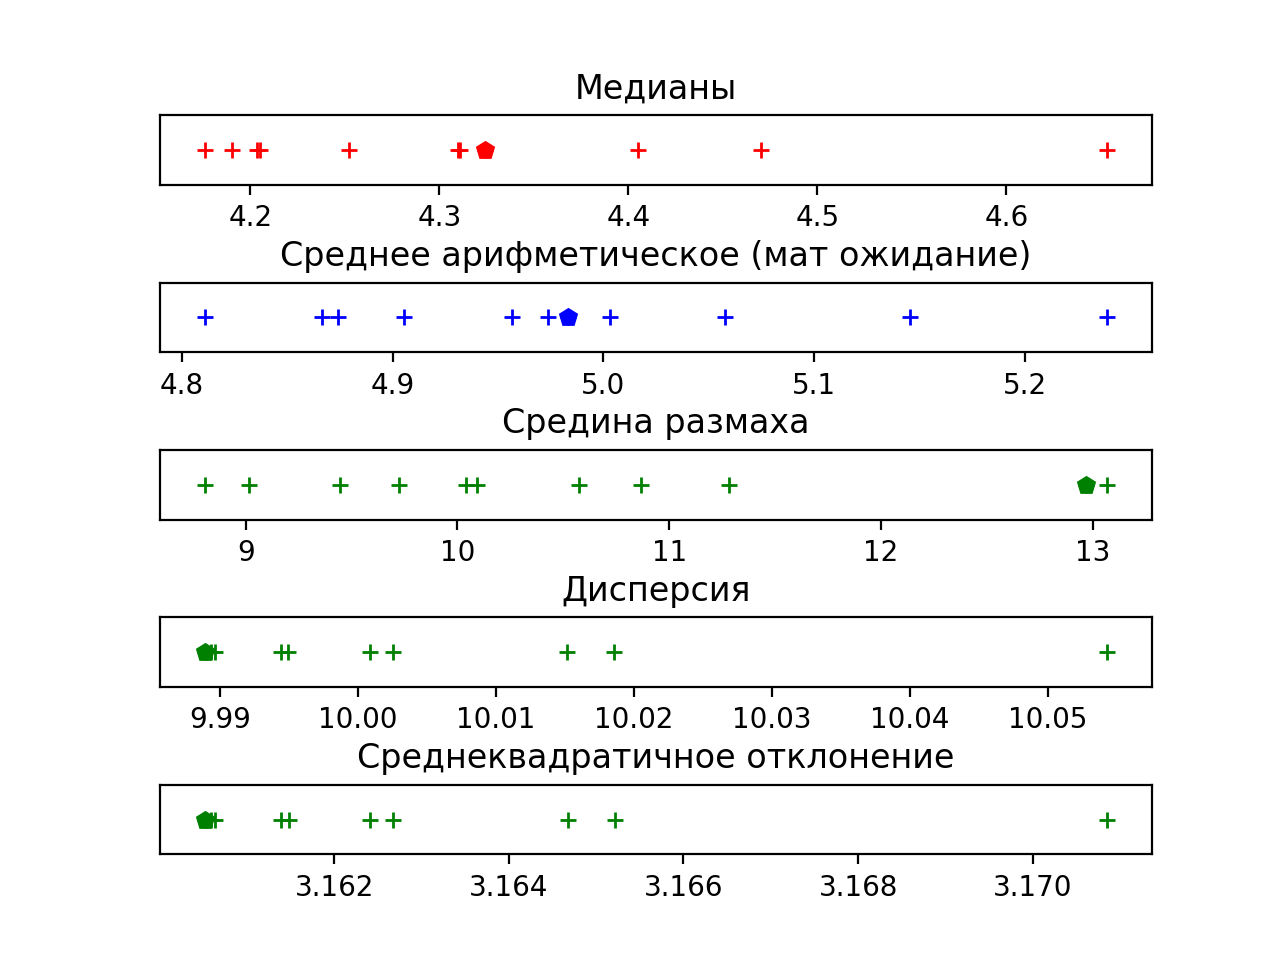 Медианы
4.2 4.3 4.4 4.5 4.6
Среднее арифметическое (мат ожидание)
4.8 4.9 5.0 5.1 5.2
Средина размаха
9 10 11 12 13
Дисперсия
9.99 10.00 10.01 10.02 10.03 10.04 10.05
Среднеквадратичное отклонение
3.162 3.164 3.166 3.168 3.170